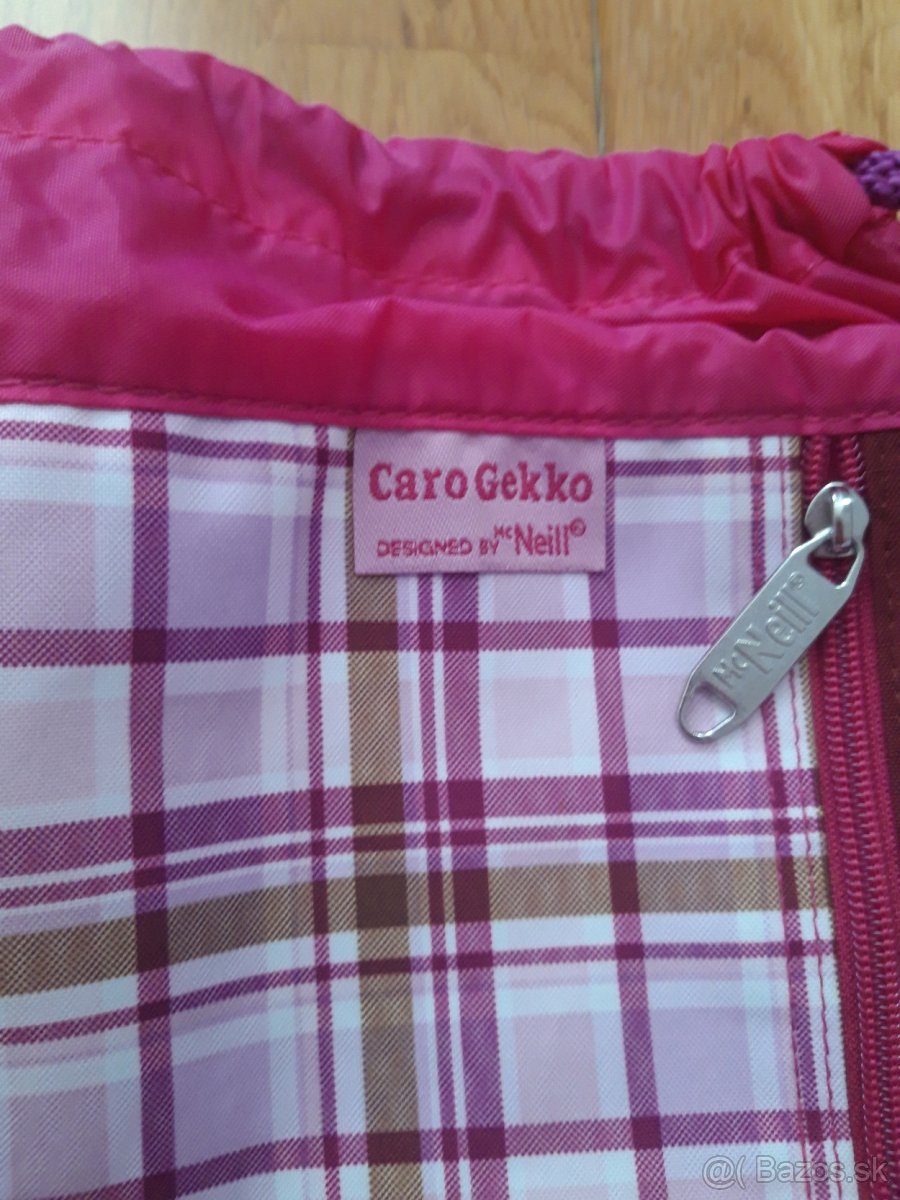 Caro Gekko
DESIGNED BY McNeill®
McNeill®
@( Bazos.sk